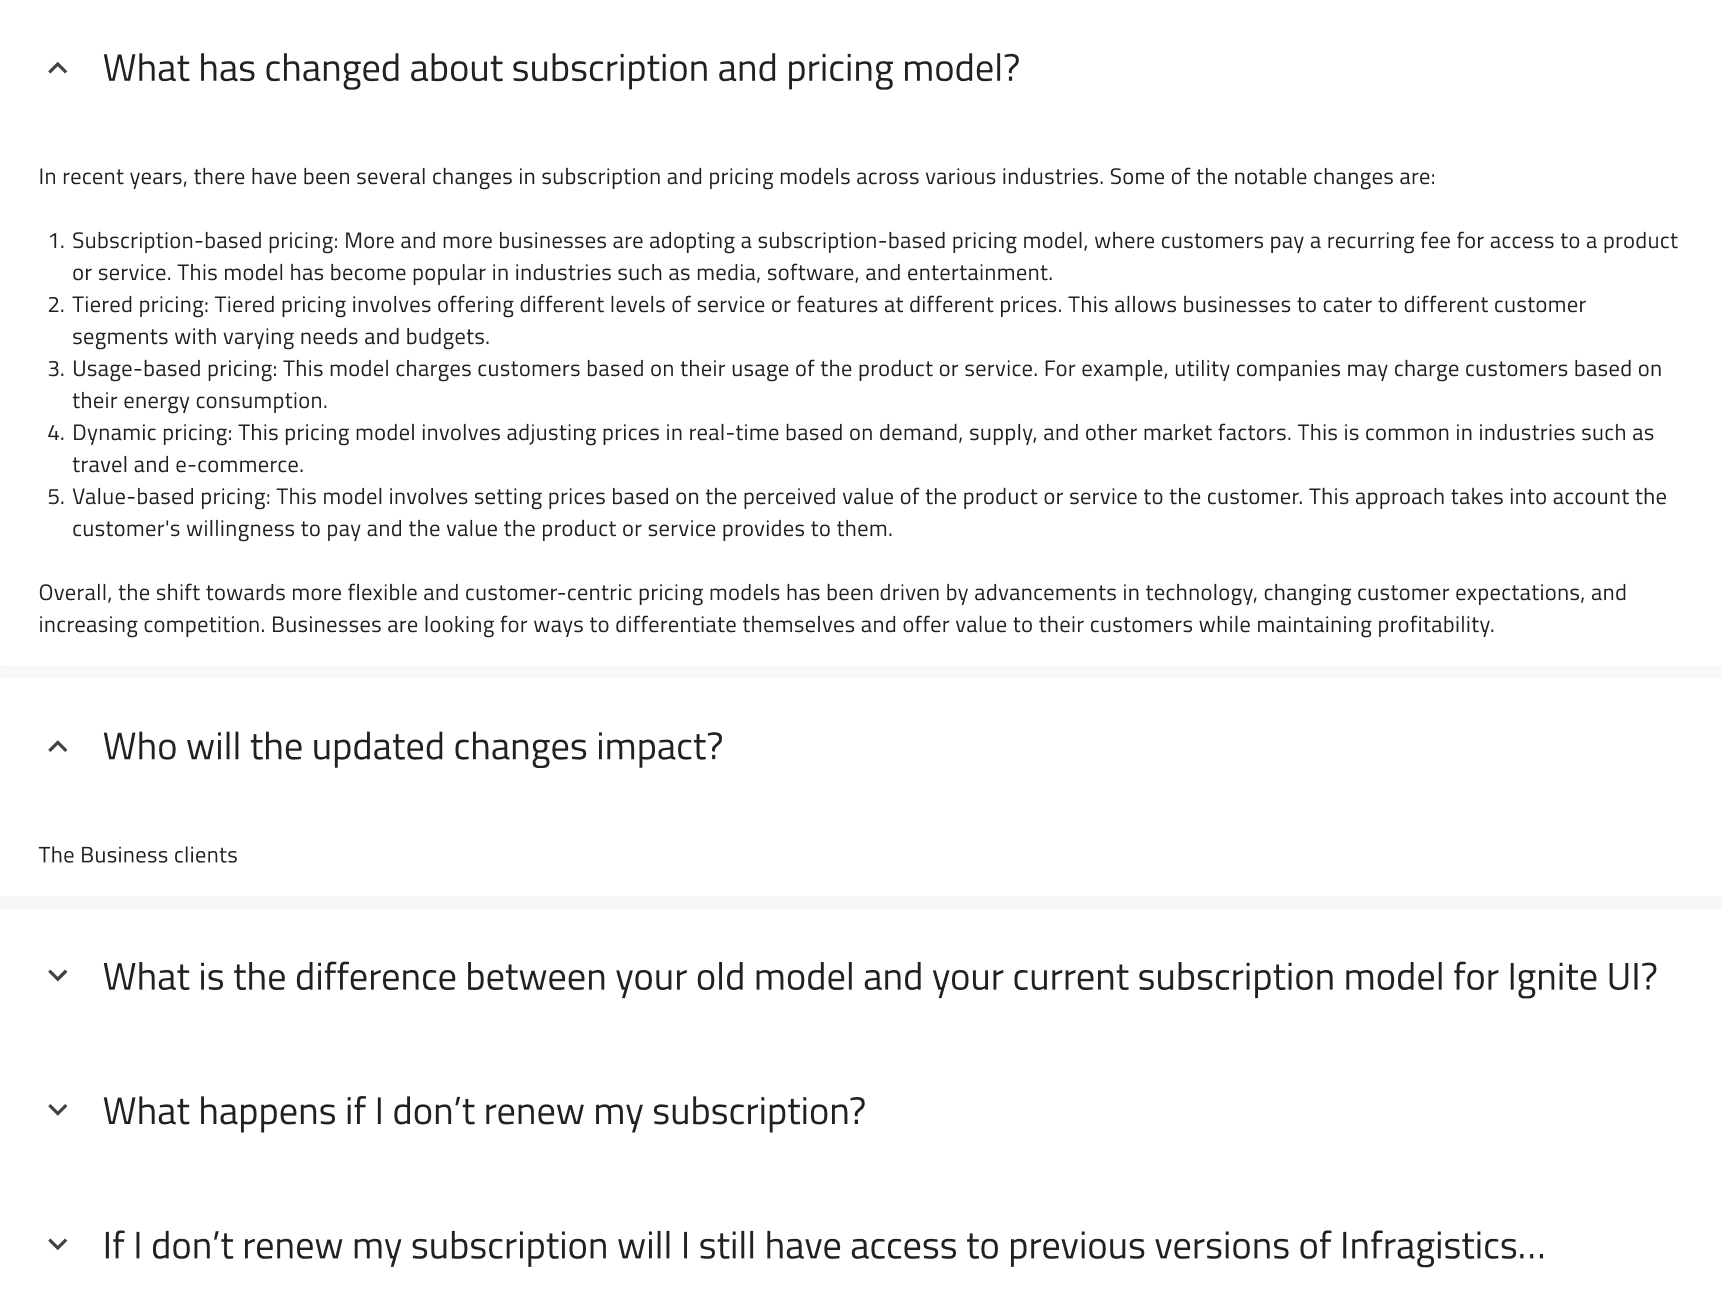 What has changed about subscription and pricing model?
In recent years, there have been several changes in subscription and pricing models across various industries. Some of the notable changes are:
1. Subscription-based pricing: More and more businesses are adopting a subscription-based pricing model, where customers pay a recurring fee for access to a product
or service. This model has become popular in industries such as media, software, and entertainment.
2. Tiered pricing: Tiered pricing involves offering different levels of service or features at different prices. This allows businesses to cater to different customer
segments with varying needs and budgets.
3. Usage-based pricing: This model charges customers based on their usage of the product or service. For example, utility companies may charge customers based on
their energy consumption.
4. Dynamic pricing: This pricing model involves adjusting prices in real-time based on demand, supply, and other market factors. This is common in industries such as
travel and e-commerce.
5. Value-based pricing: This model involves setting prices based on the perceived value of the product or service to the customer. This approach takes into account the
customer's willingness to pay and the value the product or service provides to them.
Overall, the shift towards more flexible and customer-centric pricing models has been driven by advancements in technology, changing customer expectations, and
increasing competition. Businesses are looking for ways to differentiate themselves and offer value to their customers while maintaining profitability.
Who will the updated changes impact?
The Business clients
What is the difference between your old model and your current subscription model for Ignite UI?
What happens if I don’t renew my subscription?
If I don’t renew my subscription will I still have access to previous versions of Infragistics...